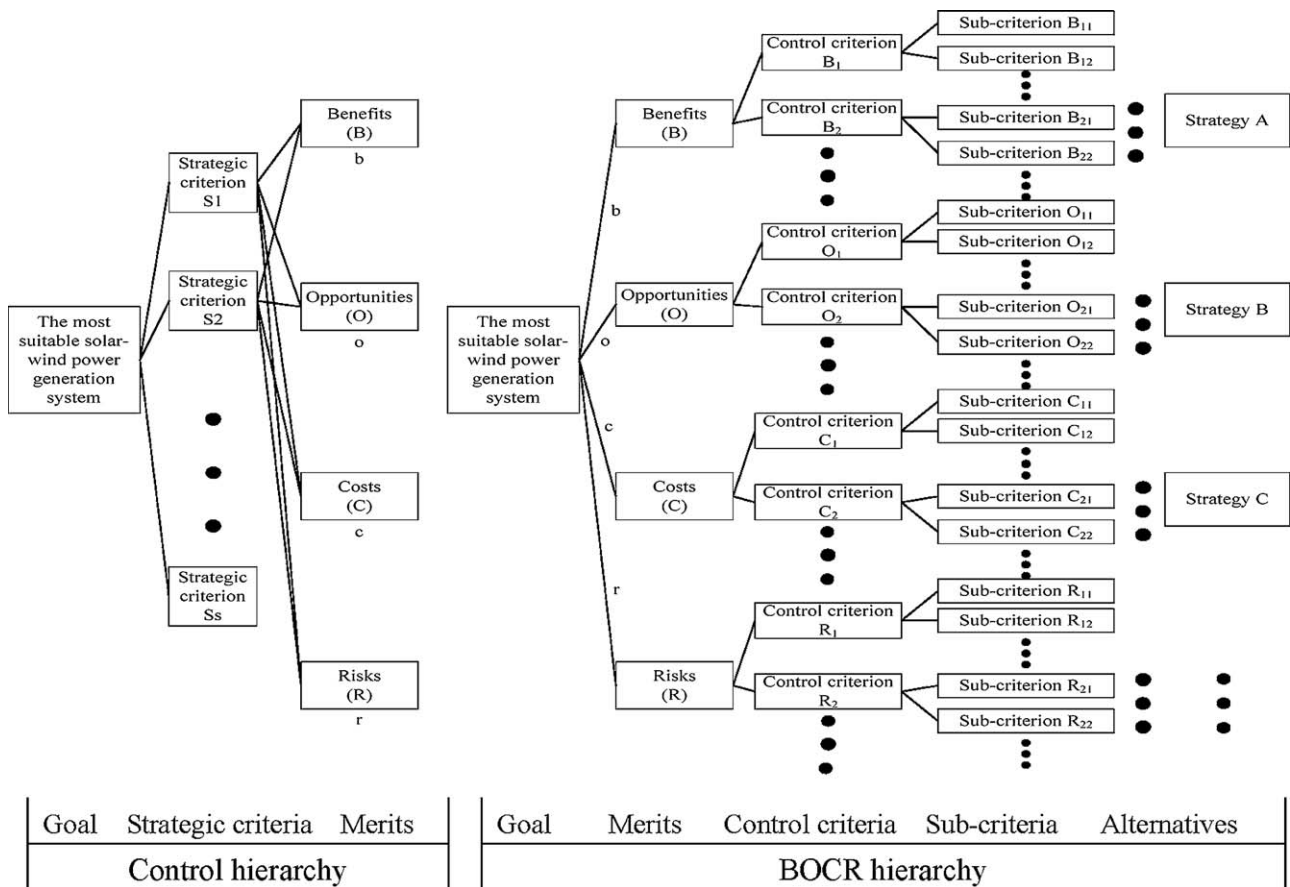 The most
suitable solar-
wind power
generation
system
Strategic
criterion
S1
Strategic
criterion
S2
Strategic
criterion
Ss
Benefits
(B)
b
Opportunities
(O)
o
Costs
(C)
c
Risks
(R)
r
The most
suitable solar-
wind power
generation
system
b
o
c
r
Benefits
(B)
Opportunities
(O)
Costs
(C)
Risks
(R)
Control criterion
B₁
Control criterion
B₂
Control criterion
O₁
Control criterion
O₂
Control criterion
C₁
Control criterion
C₂
Control criterion
R₁
Control criterion
R₂
Sub-criterion B₁₁
Sub-criterion B₁₂
Sub-criterion B₂₁
Sub-criterion B₂₂
Sub-criterion O₁₁
Sub-criterion O₁₂
Sub-criterion O₂₁
Sub-criterion O₂₂
Sub-criterion C₁₁
Sub-criterion C₁₂
Sub-criterion C₂₁
Sub-criterion C₂₂
Sub-criterion R₁₁
Sub-criterion R₁₂
Sub-criterion R₂₁
Sub-criterion R₂₂
Strategy A
Strategy B
Strategy C
Goal Strategic criteria Merits
Control hierarchy
Goal Merits Control criteria Sub-criteria Alternatives
BOCR hierarchy